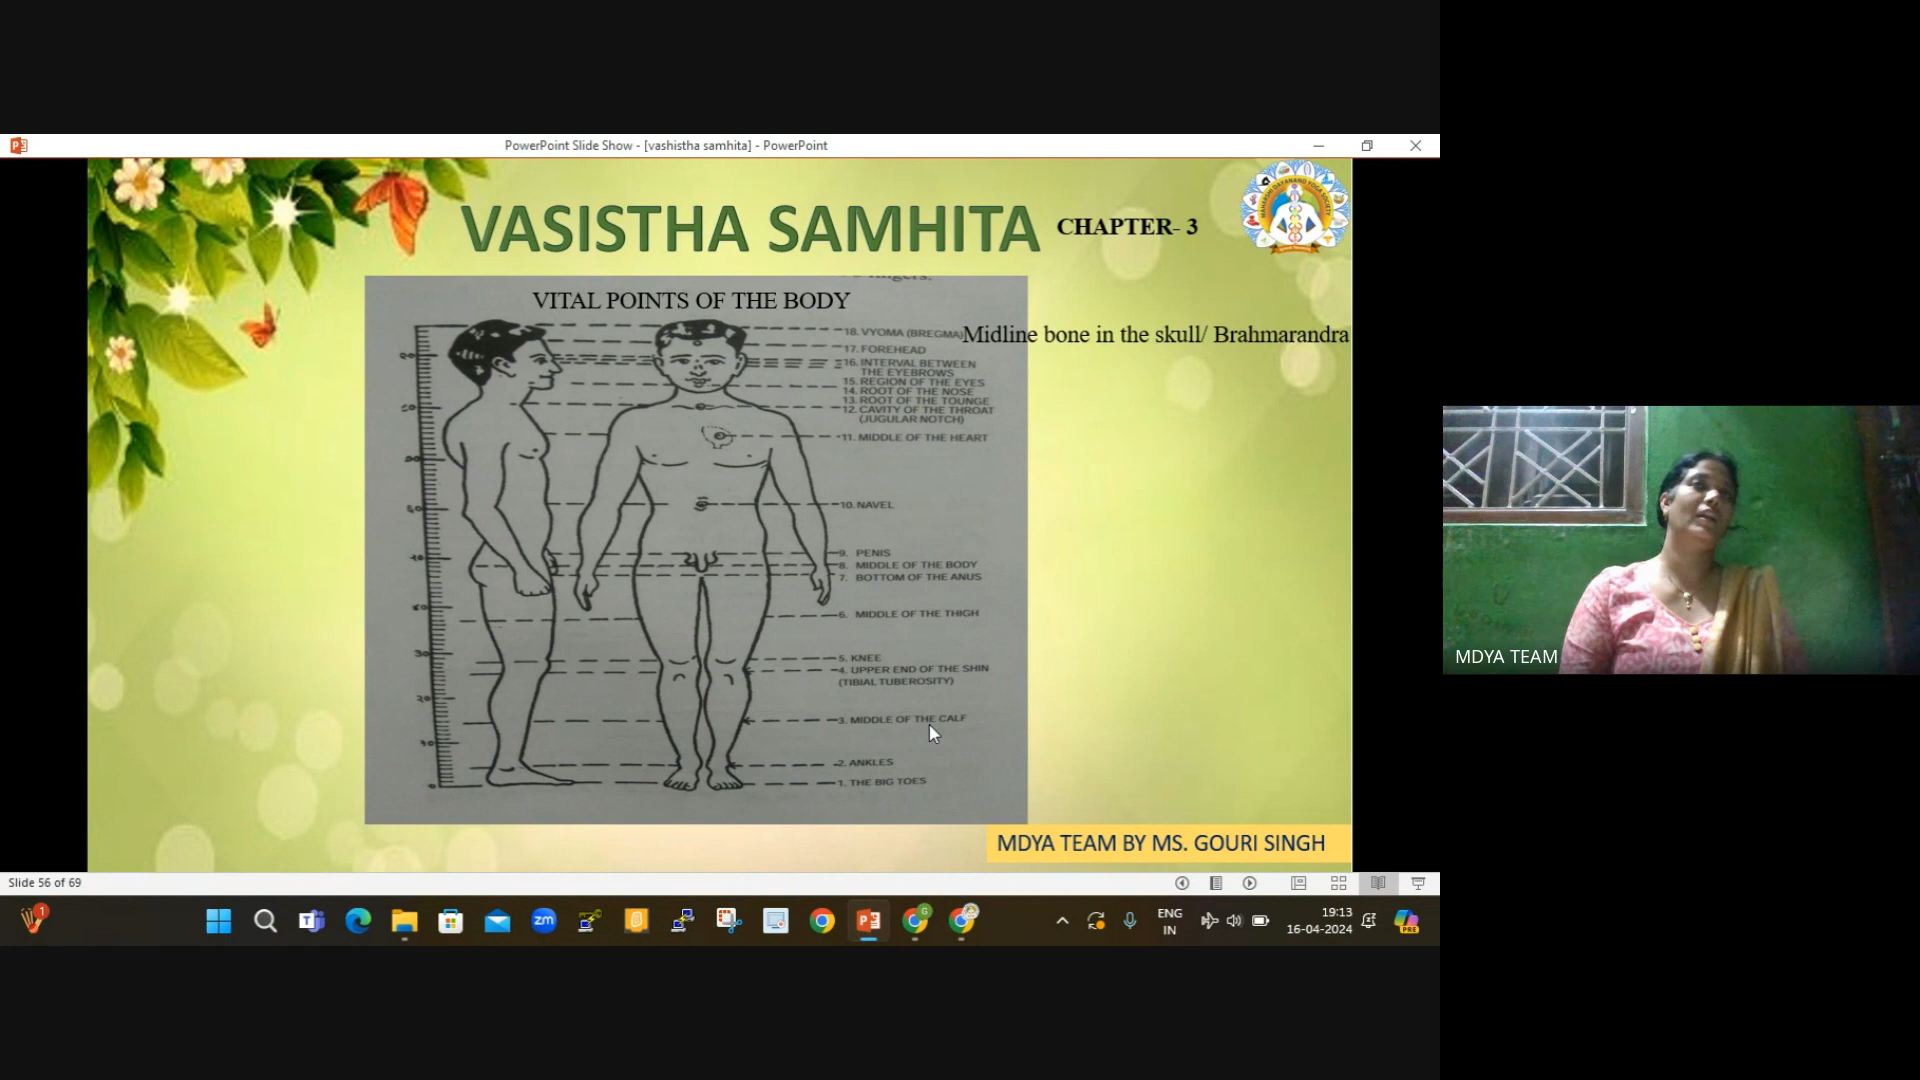 PowerPoint Slide Show - [vashistha samhita] - PowerPoint
VASISTHA SAMHITA
CHAPTER- 3
MAHARSHI DAYANAND YOGA SOCIETY
VITAL POINTS OF THE BODY
18. VYOMA (BREGMA)
Midline bone in the skull/ Brahmarandra
17. FOREHEAD
16. INTERVAL BETWEEN
THE EYEBROWS
15. REGION OF THE EYES
14. ROOT OF THE NOSE
13. ROOT OF THE TOUNGE
12. CAVITY OF THE THROAT
(JUGULAR NOTCH)
11. MIDDLE OF THE HEART
10. NAVEL
9. PENIS
8. MIDDLE OF THE BODY
7. BOTTOM OF THE ANUS
6. MIDDLE OF THE THIGH
5. KNEE
4. UPPER END OF THE SHIN
(TIBIAL TUBEROSITY)
3. MIDDLE OF THE CALF
2. ANKLES
1. THE BIG TOES
MDYA TEAM BY MS. GOURI SINGH
MDYA TEAM
Slide 56 of 69
ENG
IN
19:13
16-04-2024